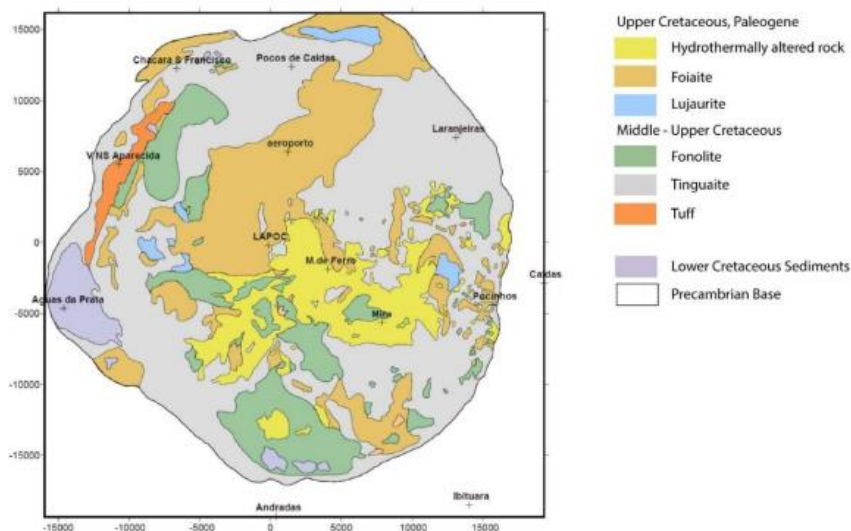 15000
10000
5000
0
-5000
-10000
-15000
Chacara S Francisco
Pocos de Caldas
Laranjeiras
aeroporto
V NS Aparecida
LAPOC
M.de Ferro
Caldas
Aguas da Prata
Pocinhos
Mina
Ibituara
Andradas
-15000 -10000 -5000 0 5000 10000 15000
Upper Cretaceous, Paleogene
Hydrothermally altered rock
Foiaite
Lujaurite
Middle - Upper Cretaceous
Fonolite
Tinguaite
Tuff
Lower Cretaceous Sediments
Precambrian Base